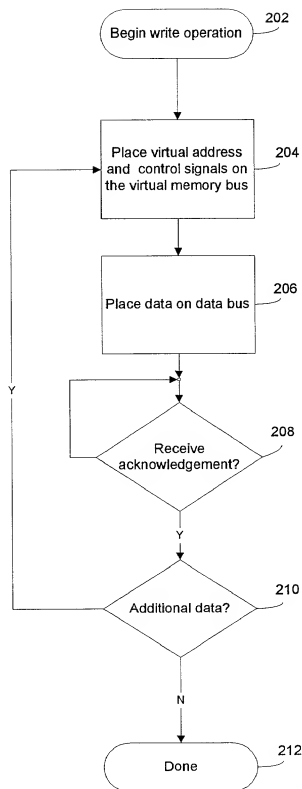 Begin write operation
202
Place virtual address
and control signals on
the virtual memory bus
204
Place data on data bus
206
Receive
acknowledgement?
208
Y
Y
Additional data?
210
N
Done
212